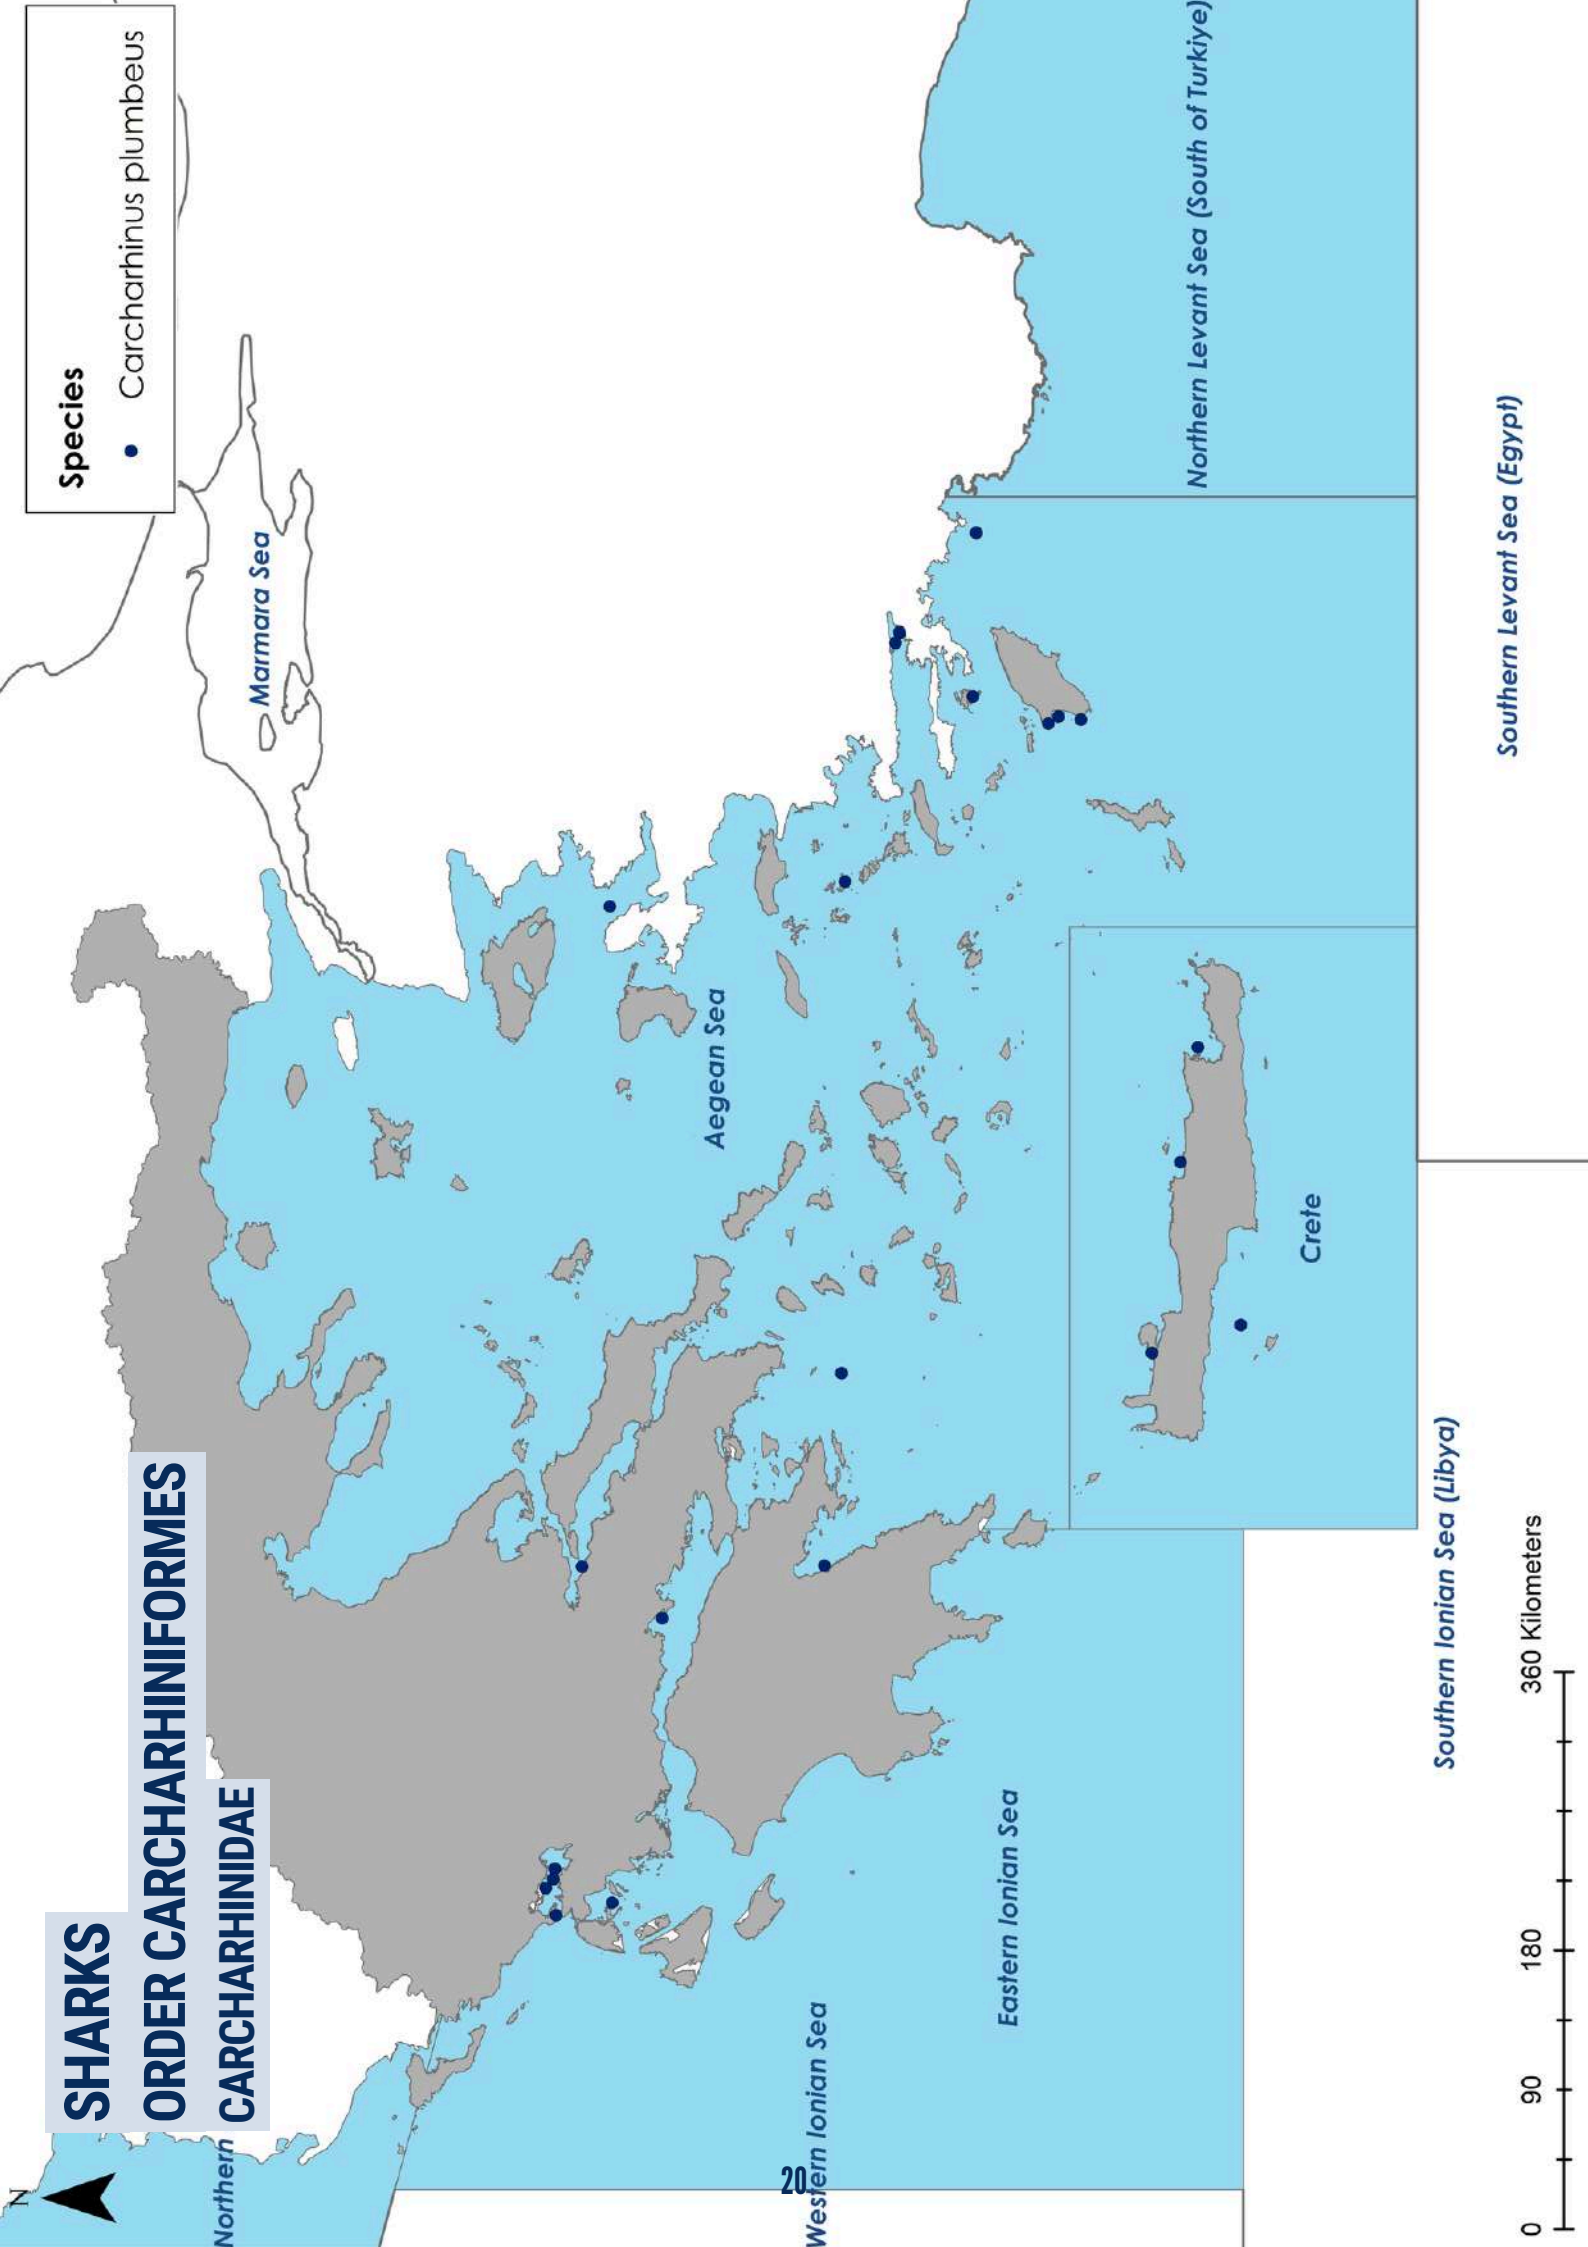 SHARKS
ORDER CARCHARHINIFORMES
CARCHARHINIDAE
N
Species
Carcharhinus plumbeus
Northern
Marmara Sea
Aegean Sea
Western Ionian Sea
Eastern Ionian Sea
Northern Levant Sea (South of Turkiye)
Crete
Southern Ionian Sea (Libya)
Southern Levant Sea (Egypt)
0 90 180 360 Kilometers
20